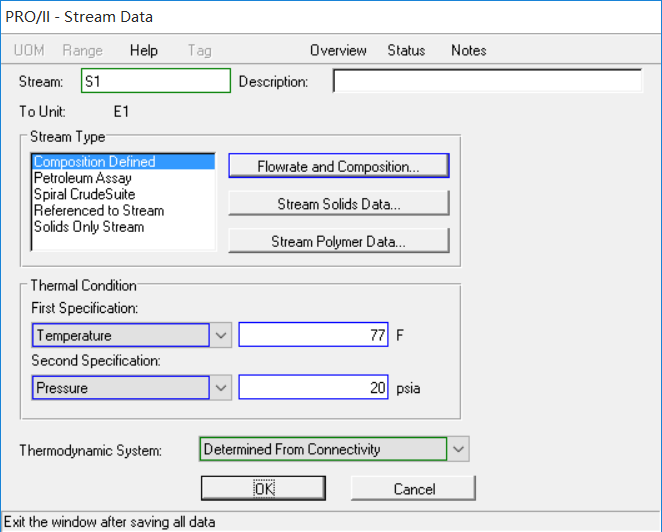 PRO/II - Stream Data
UOM Range Help Tag Overview Status Notes
Stream: S1 Description:
To Unit: E1
Stream Type
Composition Defined
Petroleum Assay
Spiral CrudeSuite
Referenced to Stream
Solids Only Stream
Flowrate and Composition...
Stream Solids Data...
Stream Polymer Data...
Thermal Condition
First Specification:
Temperature 77 F
Second Specification:
Pressure 20 psia
Thermodynamic System: Determined From Connectivity
OK Cancel
Exit the window after saving all data